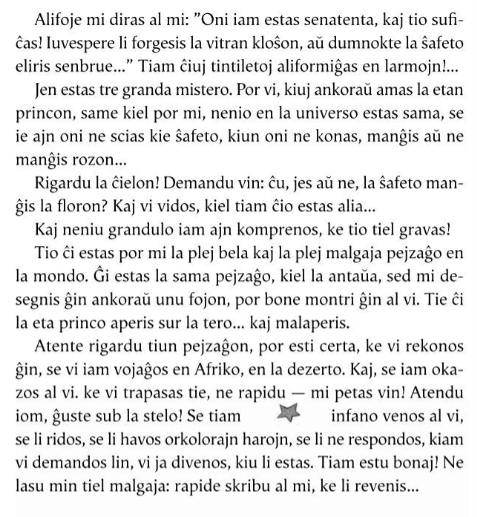 Alifoje mi diras al mi: ”Oni iam estas senatenta, kaj tio sufi-
ĉas! Iuvespere li forgesis la vitran kloŝon, aŭ dumnokte la ŝafeto
eliris senbrue...” Tiam ĉiuj tintiletoj aliformiĝas en larmojn!...
Jen estas tre granda mistero. Por vi, kiuj ankoraŭ amas la etan
princon, same kiel por mi, nenio en la universo estas sama, se
ie ajn oni ne scias kie ŝafeto, kiun oni ne konas, manĝis aŭ ne
manĝis rozon...
Rigardu la ĉielon! Demandu vin: ĉu, jes aŭ ne, la ŝafeto man-
ĝis la floron? Kaj vi vidos, kiel tiam ĉio estas alia...
Kaj neniu grandulo iam ajn komprenos, ke tio tiel gravas!
Tio ĉi estas por mi la plej bela kaj la plej malgaja pejzaĝo en
la mondo. Ĝi estas la sama pejzaĝo, kiel la antaŭa, sed mi de-
segnis ĝin ankoraŭ unu fojon, por bone montri ĝin al vi. Tie ĉi
la eta princo aperis sur la tero... kaj malaperis.
Atente rigardu tiun pejzaĝon, por esti certa, ke vi rekonos
ĝin, se vi iam vojaĝos en Afriko, en la dezerto. Kaj, se iam oka-
zos al vi. ke vi trapasas tie, ne rapidu — mi petas vin! Atendu
iom, ĝuste sub la stelo! Se tiam infano venos al vi,
se li ridos, se li havos orkolorajn harojn, se li ne respondos, kiam
vi demandos lin, vi ja divenos, kiu li estas. Tiam estu bonaj! Ne
lasu min tiel malgaja: rapide skribu al mi, ke li revenis...